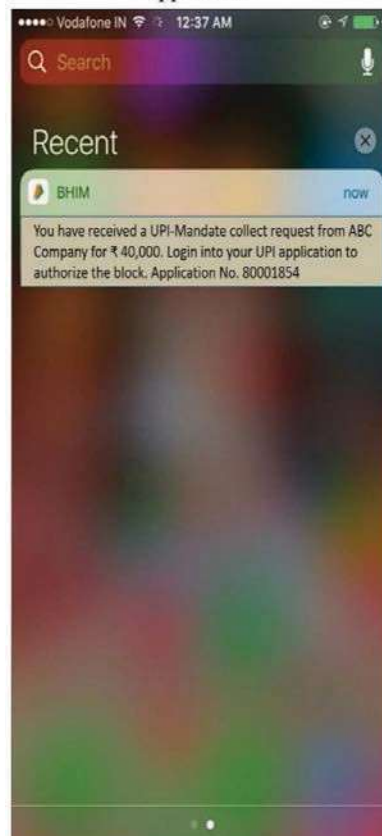 Vodafone IN 12:37 AM
Search
Recent
BHIM now
You have received a UPI-Mandate collect request from ABC
Company for ₹ 40,000. Login into your UPI application to
authorize the block. Application No. 80001854